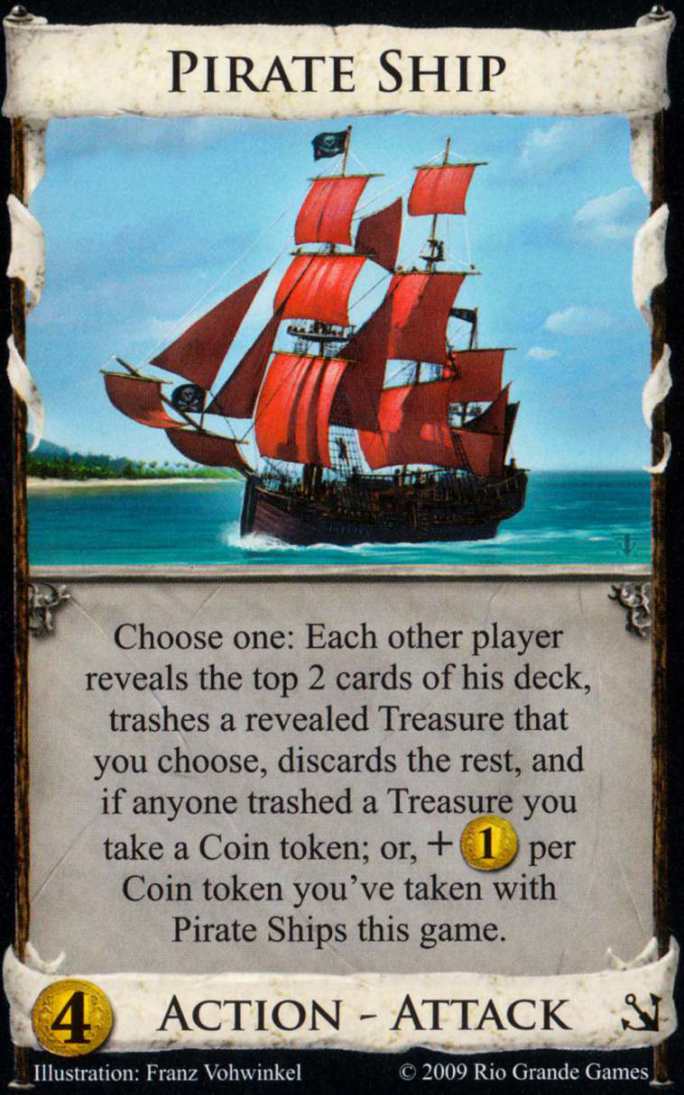 PIRATE SHIP
Choose one: Each other player
reveals the top 2 cards of his deck,
trashes a revealed Treasure that
you choose, discards the rest, and
if anyone trashed a Treasure you
take a Coin token; or, + 1 per
Coin token you've taken with
Pirate Ships this game.
4 ACTION - ATTACK
Illustration: Franz Vohwinkel © 2009 Rio Grande Games